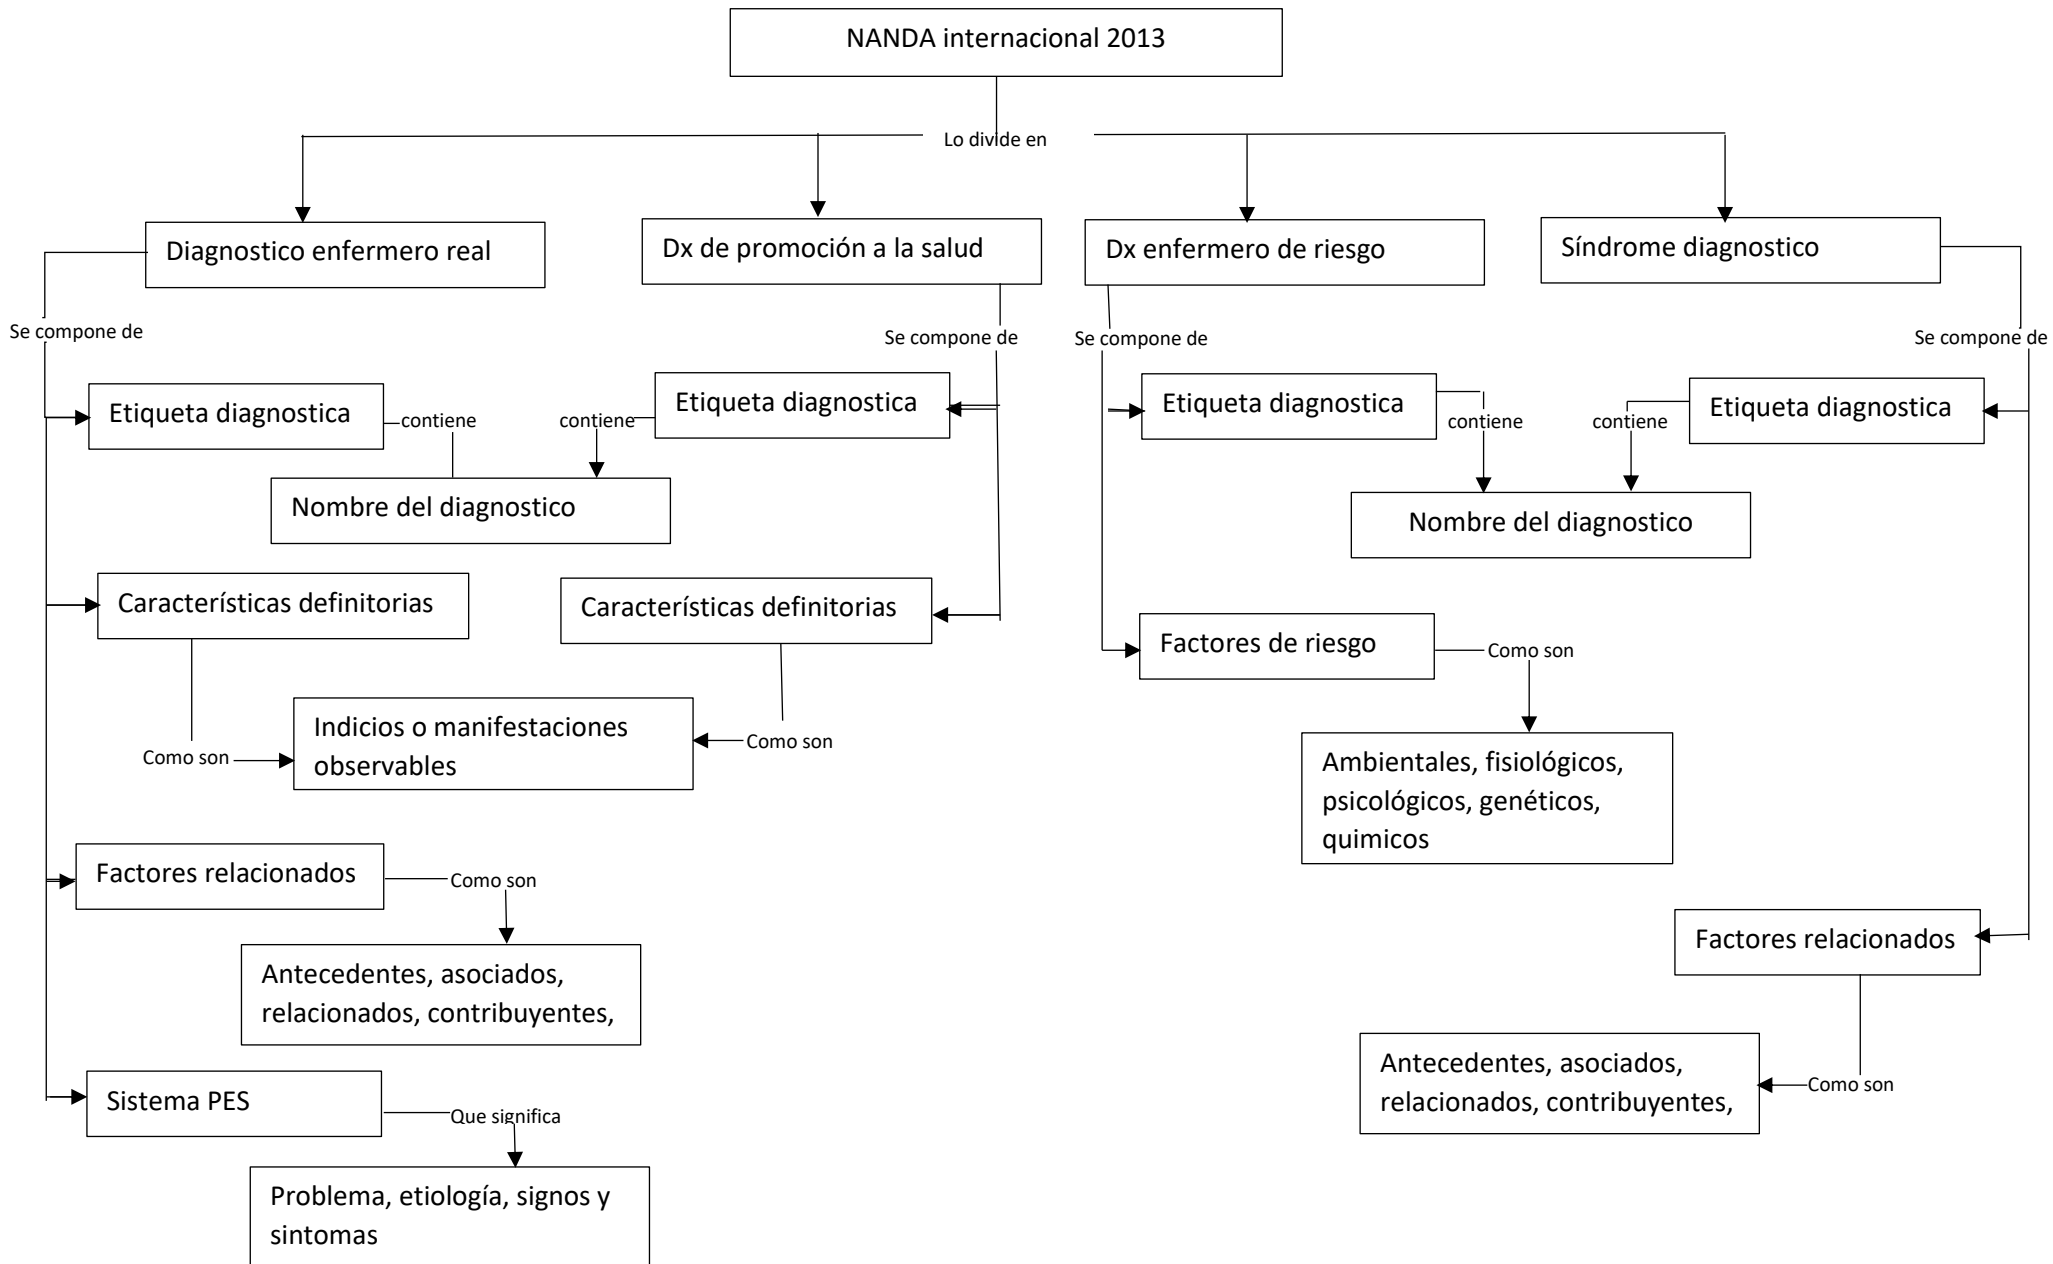 NANDA internacional 2013
Lo divide en
Diagnostico enfermero real
Dx de promoción a la salud
Dx enfermero de riesgo
Síndrome diagnostico
Se compone de
Se compone de
Se compone de
Se compone de
Etiqueta diagnostica
contiene
contiene
Etiqueta diagnostica
Etiqueta diagnostica
contiene
contiene
Etiqueta diagnostica
Nombre del diagnostico
Nombre del diagnostico
Características definitorias
Características definitorias
Factores de riesgo
Como son
Indicios o manifestaciones
observables
Como son
Como son
Ambientales, fisiológicos,
psicológicos, genéticos,
quimicos
Factores relacionados
Como son
Factores relacionados
Antecedentes, asociados,
relacionados, contribuyentes,
Antecedentes, asociados,
relacionados, contribuyentes,
Como son
Sistema PES
Que significa
Problema, etiología, signos y
sintomas